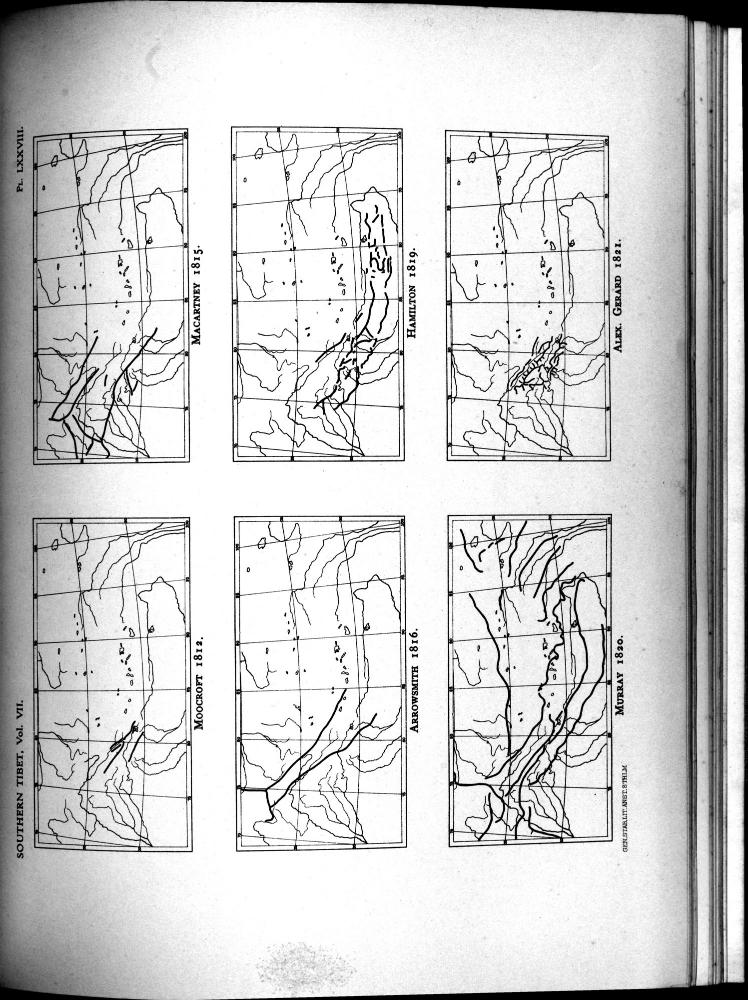 SOUTHERN TIBET, Vol. VII.
PL. LXXVIII.
MOOCROFT 1812.
MACARTNEY 1815.
ARROWSMITH 1816.
HAMILTON 1819.
MURRAY 1820.
ALEX. GERARD 1821.
GEN. STAB. LIT. ANST. STHLM